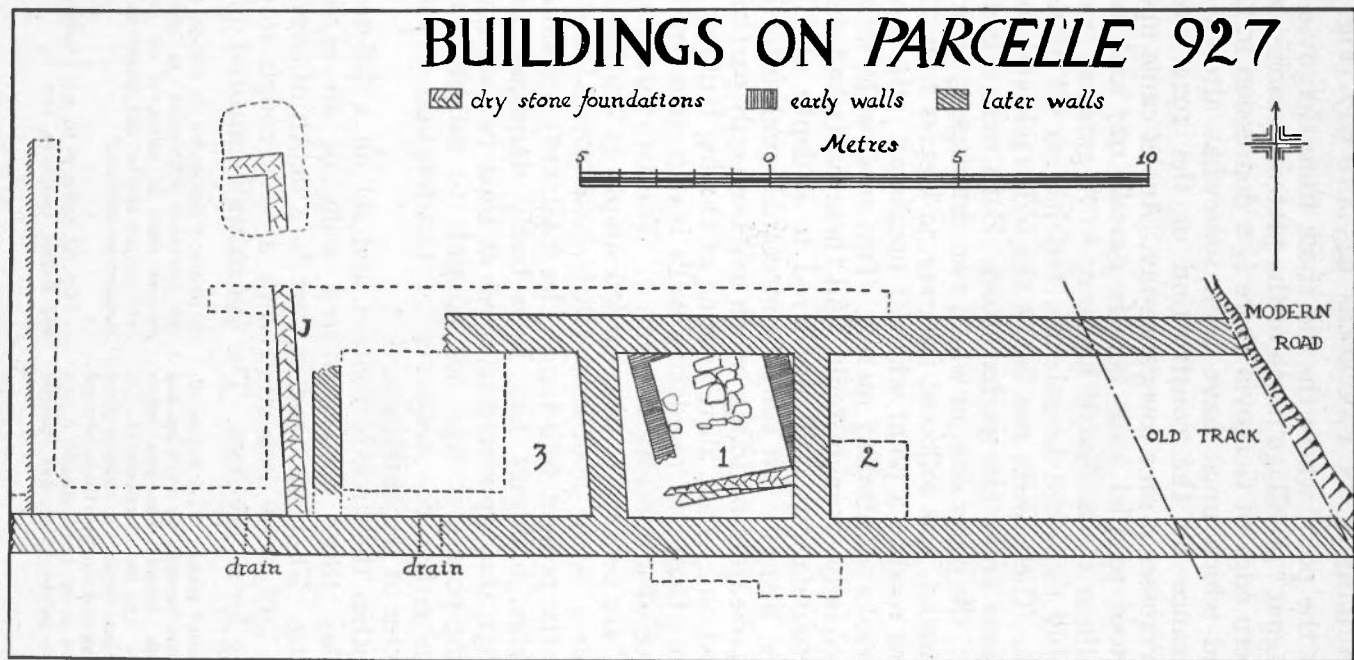 BUILDINGS ON PARCELLE 927
dry stone foundations early walls later walls
Metres
5 0 5 10
J
MODERN
ROAD
OLD TRACK
3 1 2
drain drain